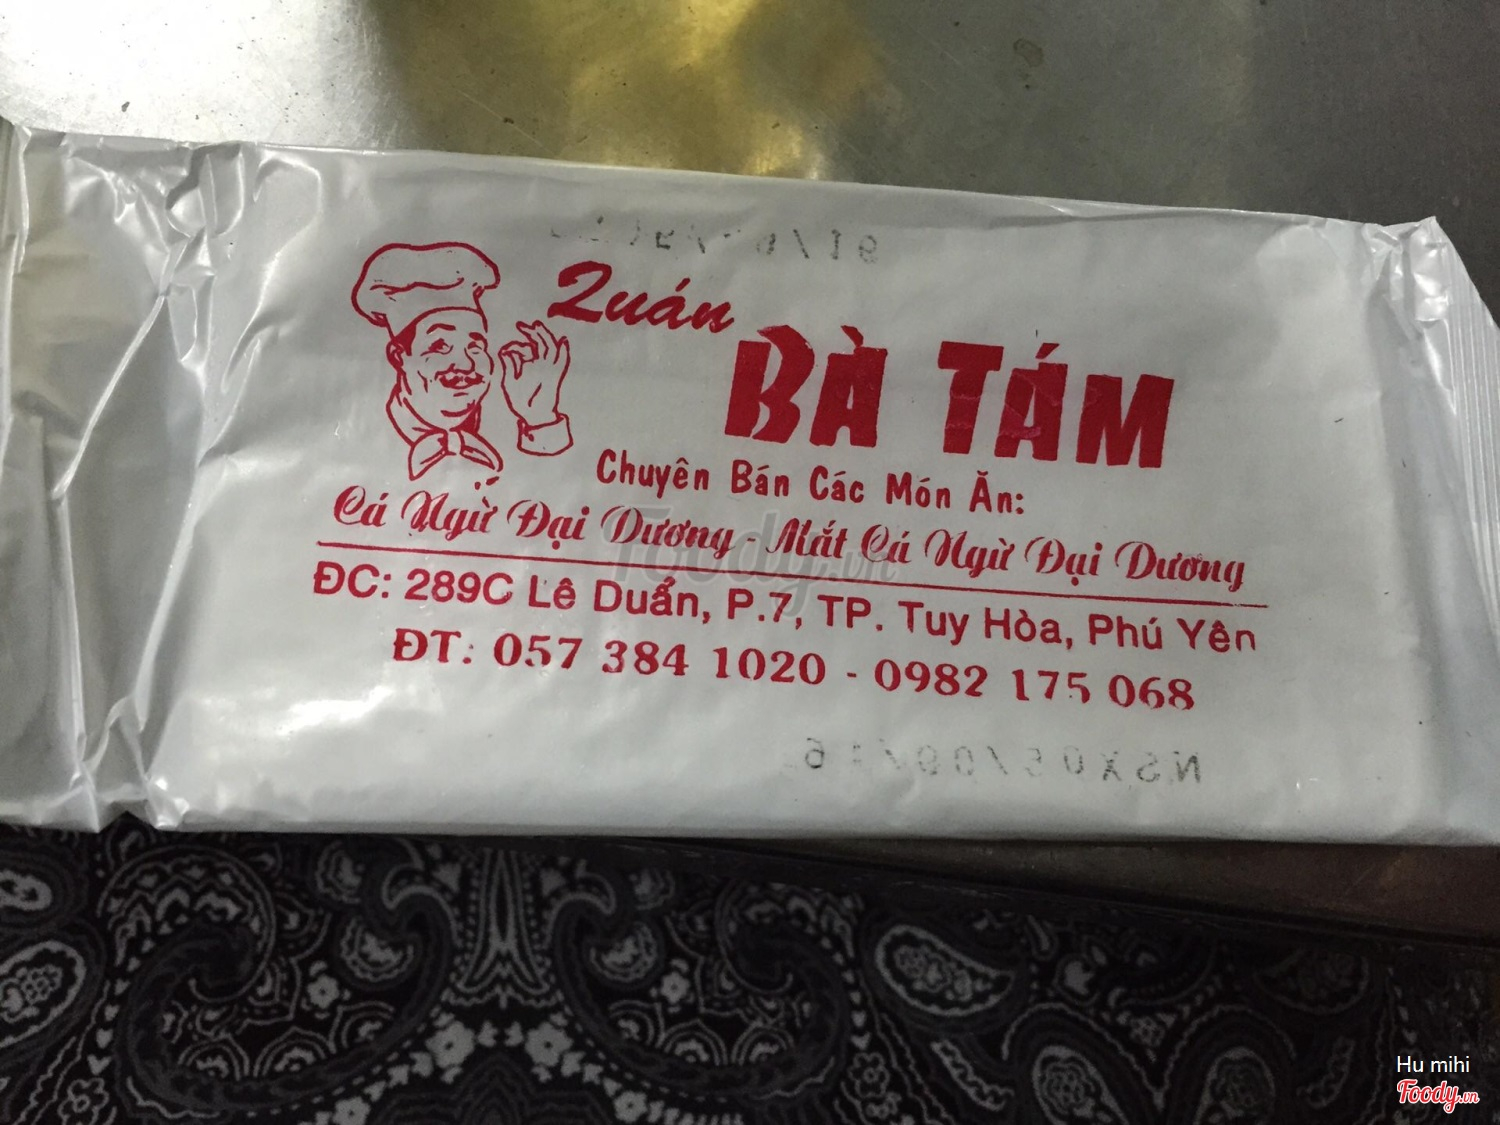 Quán
BÀ TÁM
Chuyên Bán Các Món Ăn:
Cá Ngừ Đại Dương - Mắt Cá Ngừ Đại Dương
ĐC: 289C Lê Duẩn, P.7, TP. Tuy Hòa, Phú Yên
ĐT: 057 384 1020 - 0982 175 068
Foody.vn
Hu mihi
Foody.vn